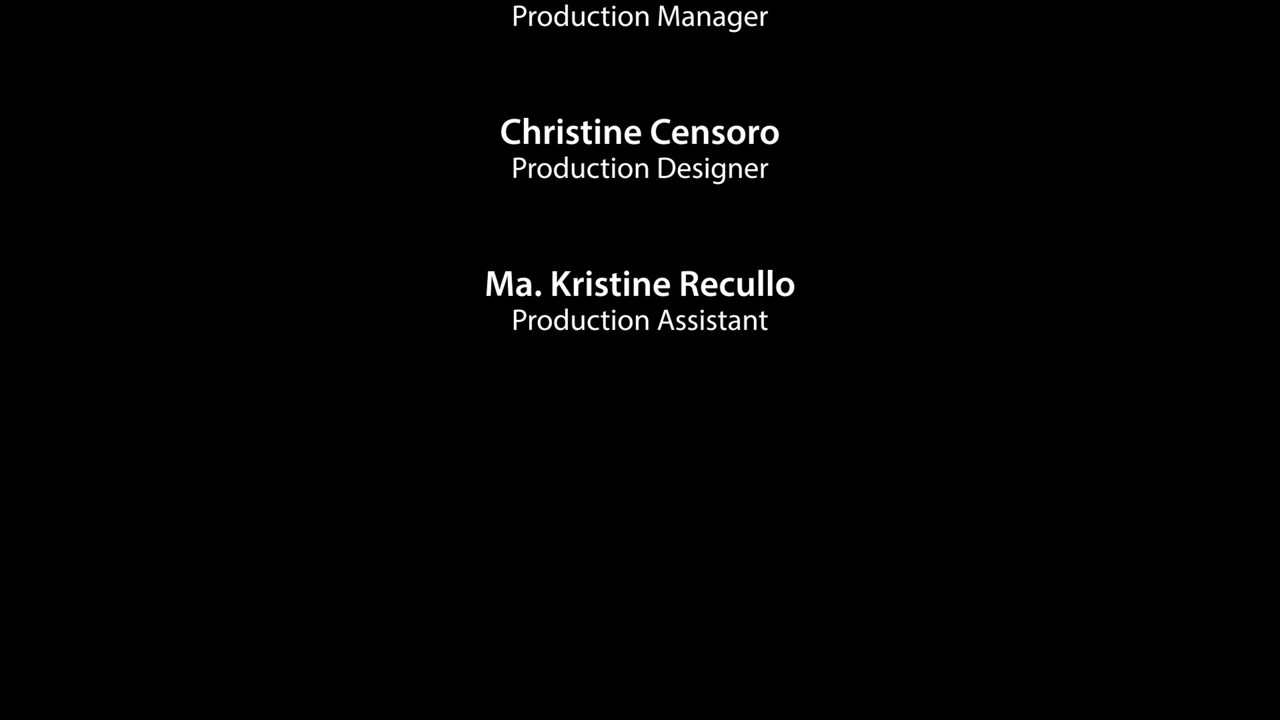 Production Manager
Christine Censoro
Production Designer
Ma. Kristine Recullo
Production Assistant